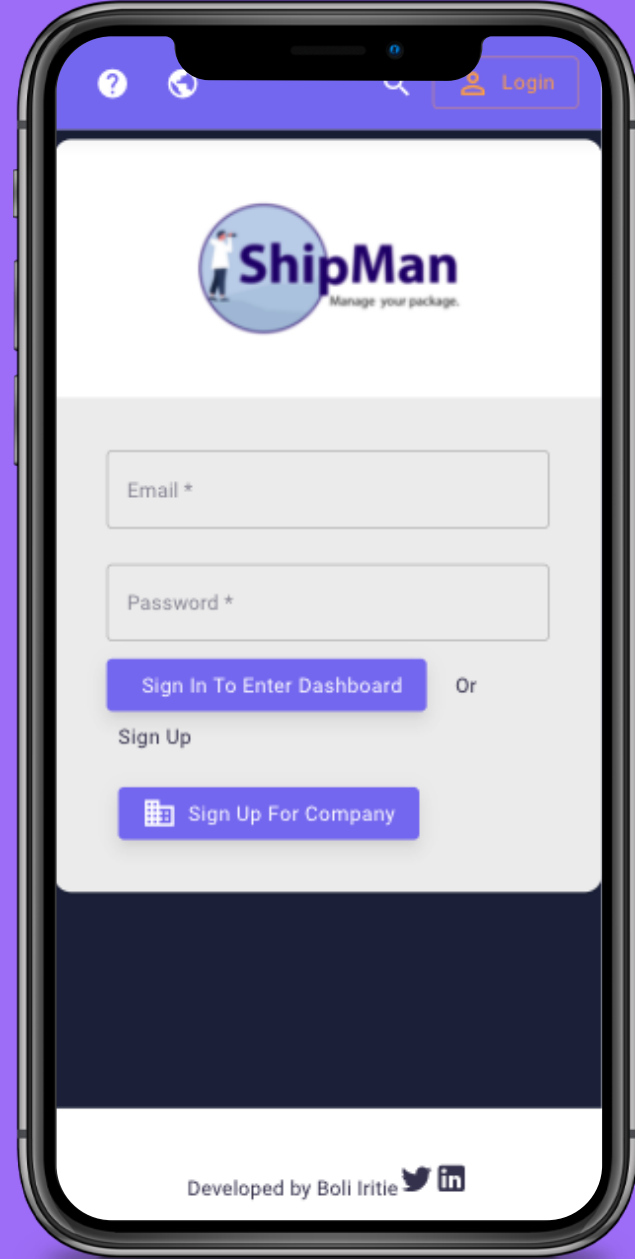 Login
ShipMan
Manage your package.
Email *
Password *
Sign In To Enter Dashboard Or
Sign Up
Sign Up For Company
Developed by Boli Iritie